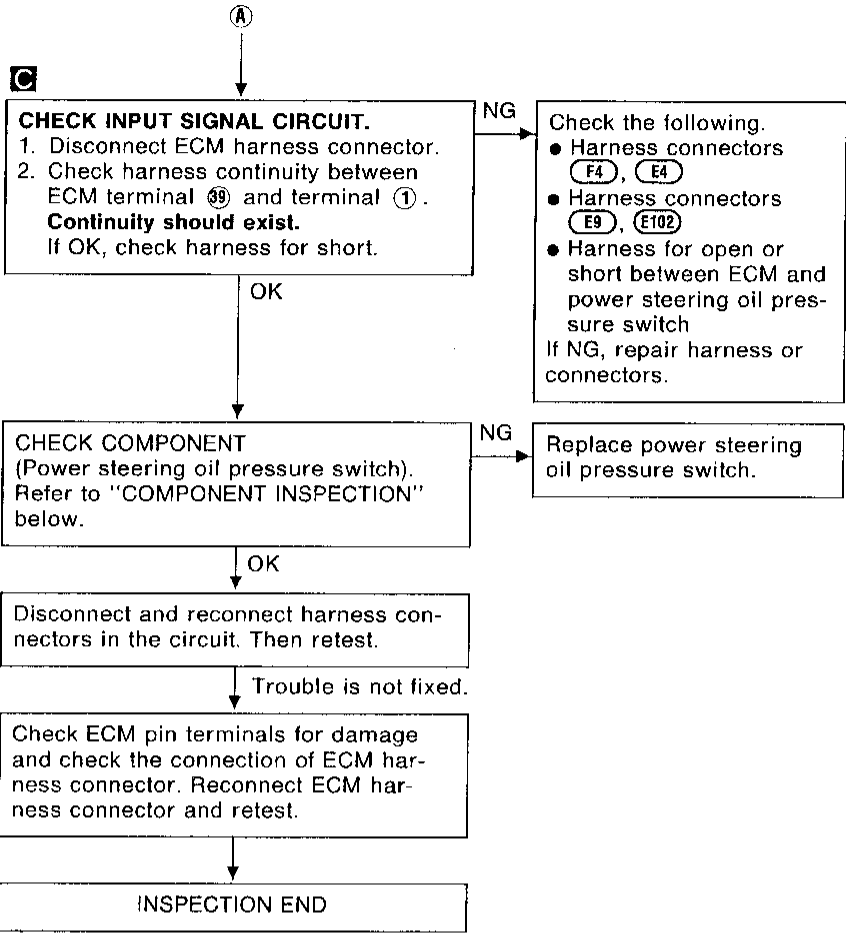 A
C
CHECK INPUT SIGNAL CIRCUIT.
1. Disconnect ECM harness connector.
2. Check harness continuity between
ECM terminal 39 and terminal 1.
Continuity should exist.
If OK, check harness for short.
NG
Check the following.
● Harness connectors
F4, E4
● Harness connectors
E9, E102
● Harness for open or
short between ECM and
power steering oil pres-
sure switch
If NG, repair harness or
connectors.
OK
CHECK COMPONENT
(Power steering oil pressure switch).
Refer to "COMPONENT INSPECTION"
below.
NG
Replace power steering
oil pressure switch.
OK
Disconnect and reconnect harness con-
nectors in the circuit. Then retest.
Trouble is not fixed.
Check ECM pin terminals for damage
and check the connection of ECM har-
ness connector. Reconnect ECM har-
ness connector and retest.
INSPECTION END